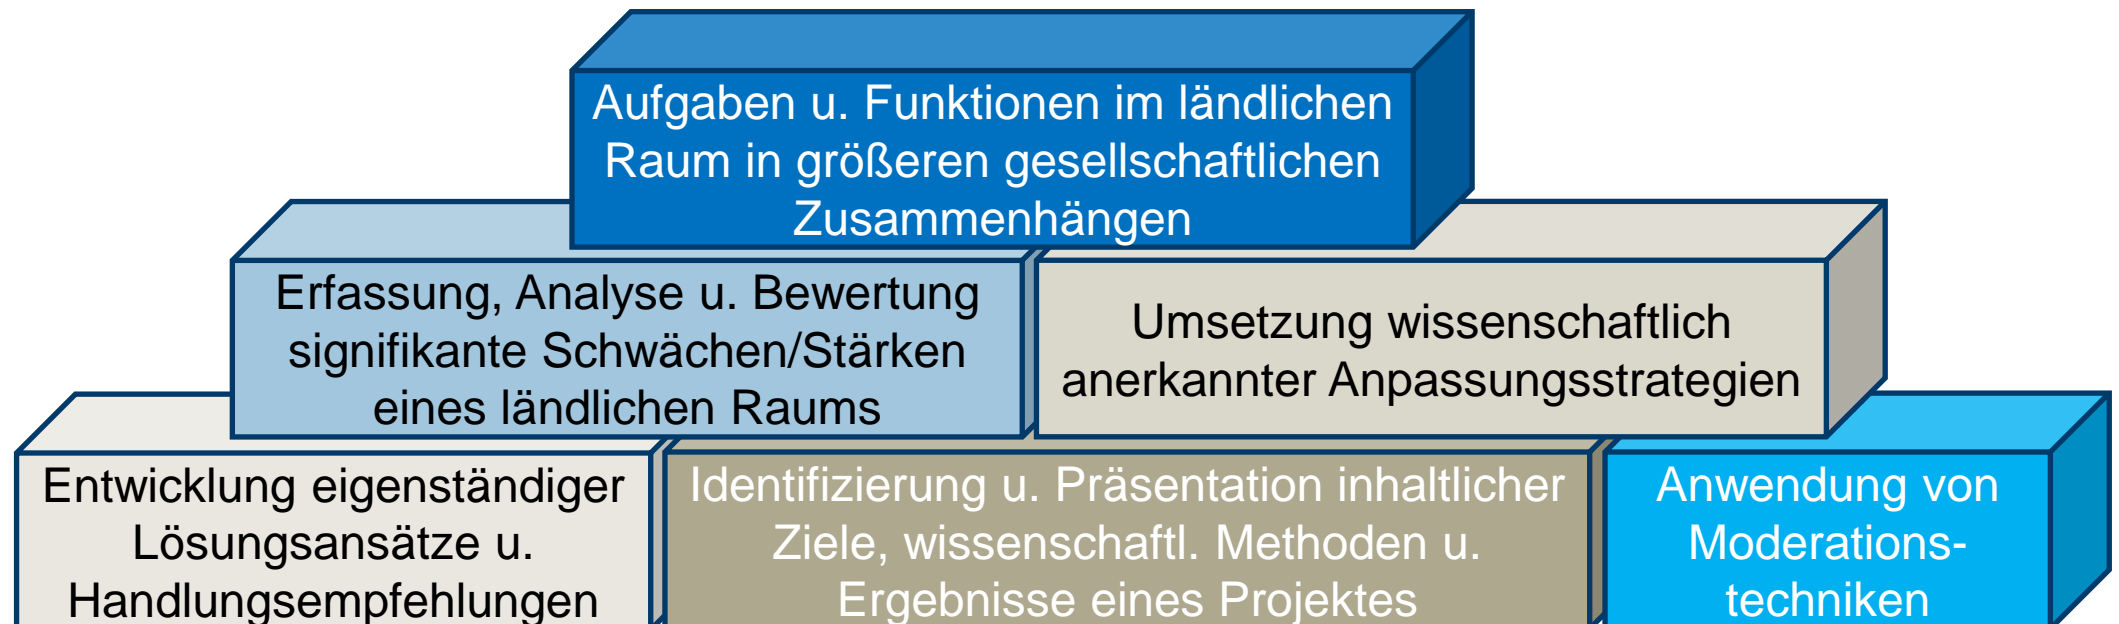 Aufgaben u. Funktionen im ländlichen
Raum in größeren gesellschaftlichen
Zusammenhängen
Erfassung, Analyse u. Bewertung
signifikante Schwächen/Stärken
eines ländlichen Raums
Umsetzung wissenschaftlich
anerkannter Anpassungsstrategien
Entwicklung eigenständiger
Lösungsansätze u.
Handlungsempfehlungen
Identifizierung u. Präsentation inhaltlicher
Ziele, wissenschaftl. Methoden u.
Ergebnisse eines Projektes
Anwendung von
Moderations-
techniken